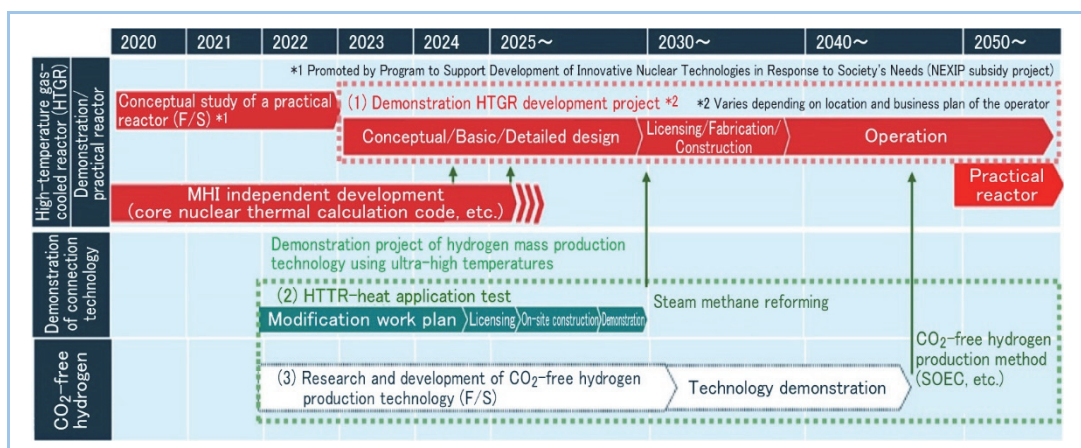 2020 2021 2022 2023 2024 2025～ 2030～ 2040～ 2050～
High-temperature gas-
cooled reactor (HTGR)
Demonstration/
practical reactor
*1 Promoted by Program to Support Development of Innovative Nuclear Technologies in Response to Society's Needs (NEXIP subsidy project)
Conceptual study of a practical
reactor (F/S) *1
(1) Demonstration HTGR development project *2
*2 Varies depending on location and business plan of the operator
Conceptual/Basic/Detailed design
Licensing/Fabrication/
Construction
Operation
MHI independent development
(core nuclear thermal calculation code, etc.)
Practical
reactor
Demonstration
of connection
technology
Demonstration project of hydrogen mass production
technology using ultra-high temperatures
(2) HTTR-heat application test
Modification work plan
Licensing
On-site construction
Demonstration
Steam methane reforming
CO2-free
hydrogen
(3) Research and development of CO2-free hydrogen
production technology (F/S)
Technology demonstration
CO2-free hydrogen
production method
(SOEC, etc.)